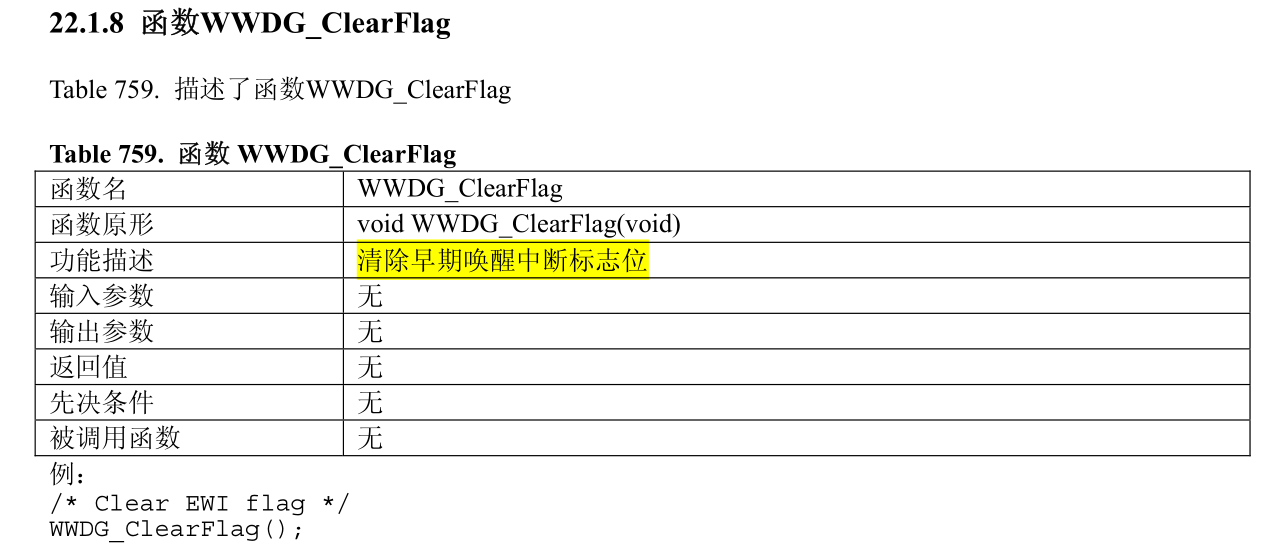 22.1.8 函数WWDG_ClearFlag
Table 759. 描述了函数WWDG_ClearFlag
Table 759. 函数 WWDG_ClearFlag
函数名 WWDG_ClearFlag
函数原形 void WWDG_ClearFlag(void)
功能描述 清除早期唤醒中断标志位
输入参数 无
输出参数 无
返回值 无
先决条件 无
被调用函数 无
例：
/* Clear EWI flag */
WWDG_ClearFlag();